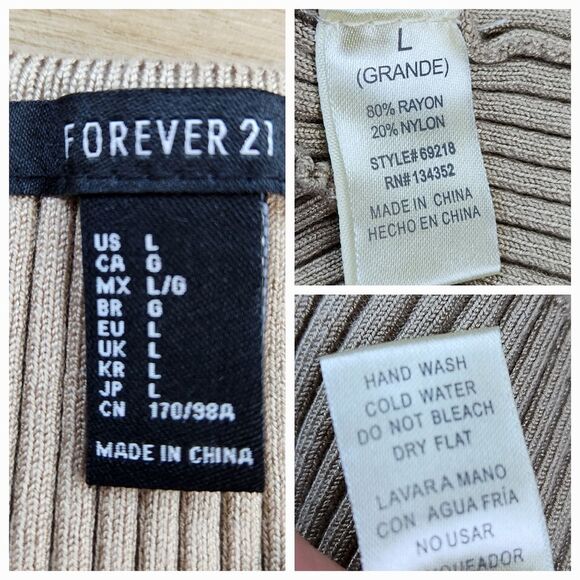 FOREVER 21
US L
CA G
MX L/G
BR G
EU L
UK L
KR L
JP L
CN 170/98A
MADE IN CHINA
L
(GRANDE)
80% RAYON
20% NYLON
STYLE#69218
RN#134352
MADE IN CHINA
HECHO EN CHINA
HAND WASH
COLD WATER
DO NOT BLEACH
DRY FLAT
LAVAR A MANO
CON AGUA FRÍA
NO USAR